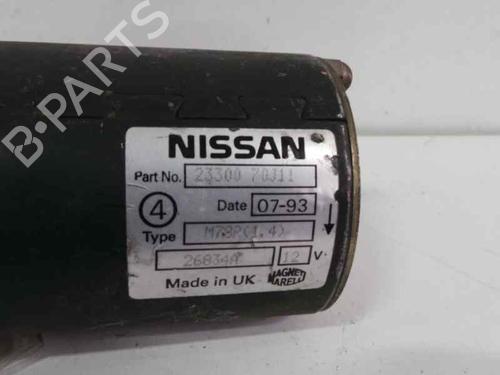 NISSAN
Part No. 23300 70J11
4 Date 07-93
Type M78R(1.4)
26834A 12 V.
Made in UK MAGNETI MARELLI
B-PARTS